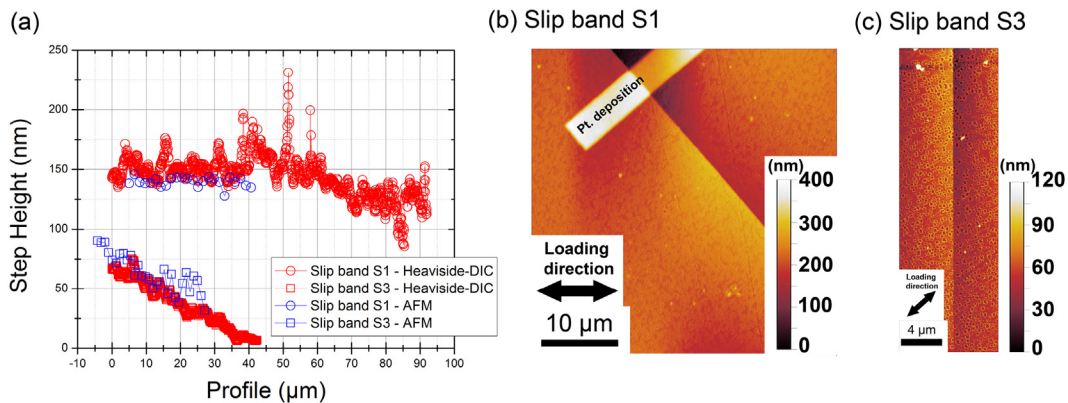 (a)
(b) Slip band S1
(c) Slip band S3
250
200
150
100
50
0
Step Height (nm)
-10 0 10 20 30 40 50 60 70 80 90 100
Profile (µm)
Slip band S1 - Heaviside-DIC
Slip band S3 - Heaviside-DIC
Slip band S1 - AFM
Slip band S3 - AFM
Pt. deposition
Loading
direction
10 µm
(nm)
400
300
200
100
0
Loading
direction
4 µm
(nm)
120
90
60
30
0